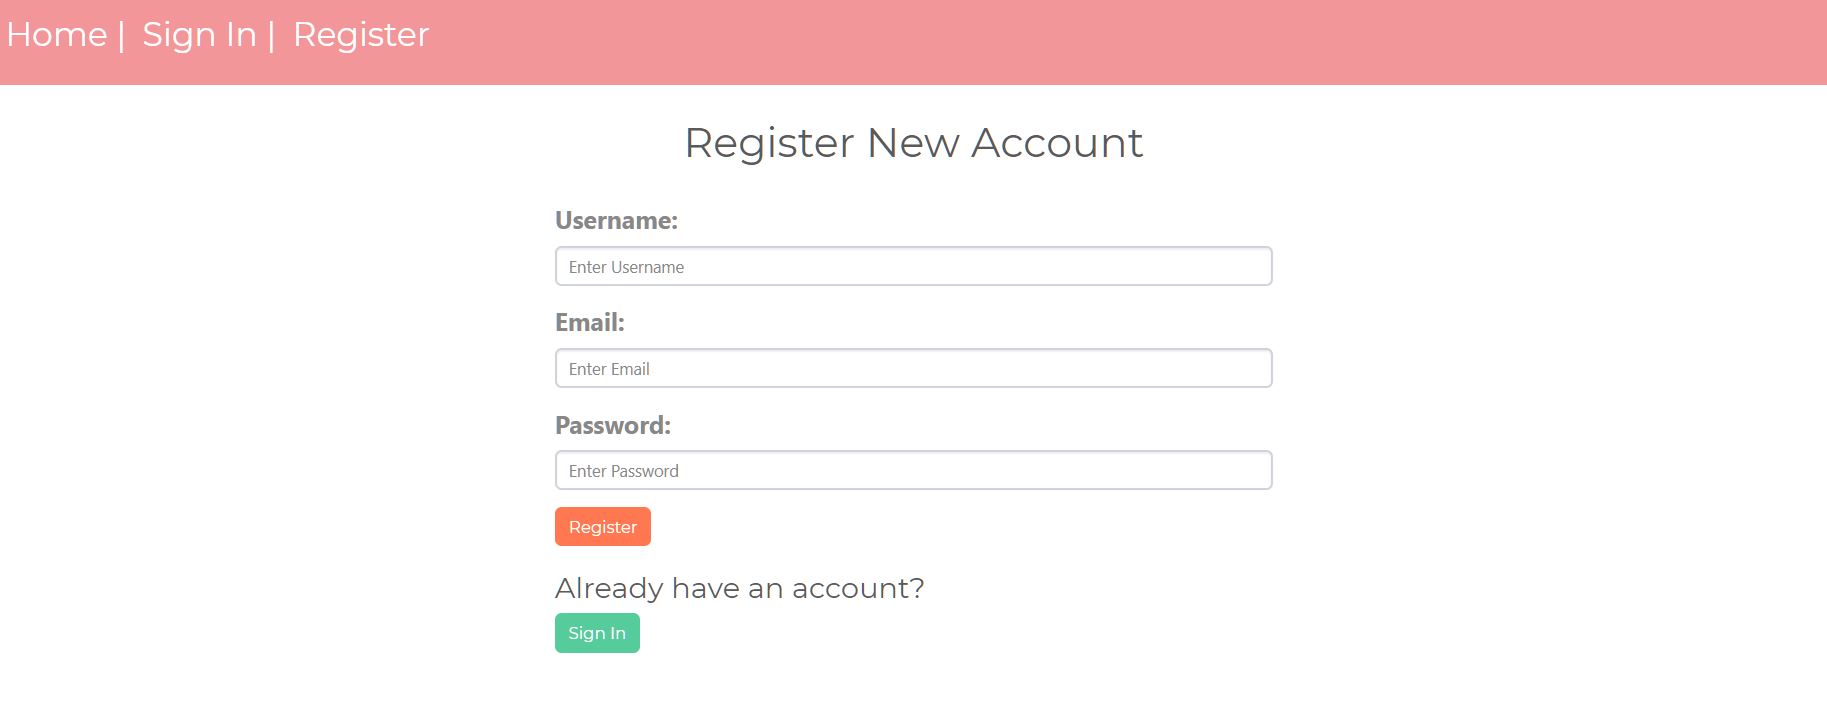 Home | Sign In | Register
Register New Account
Username:
Enter Username
Email:
Enter Email
Password:
Enter Password
Register
Already have an account?
Sign In